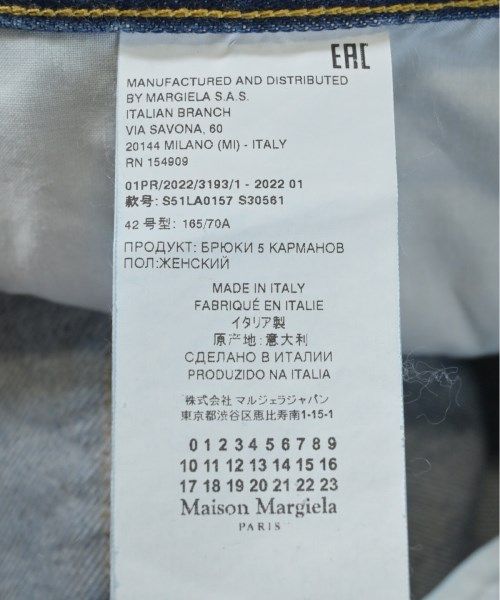 EAC
MANUFACTURED AND DISTRIBUTED
BY MARGIELA S.A.S.
ITALIAN BRANCH
VIA SAVONA, 60
20144 MILANO (MI) - ITALY
RN 154909
01PR/2022/3193/1 - 2022 01
款号: S51LA0157 S30561
42 号型: 165/70A
ПРОДУКТ: БРЮКИ 5 КАРМАНОВ
ПОЛ:ЖЕНСКИЙ
MADE IN ITALY
FABRIQUÉ EN ITALIE
イタリア製
原产地: 意大利
СДЕЛАНО В ИТАЛИИ
PRODUZIDO NA ITALIA
株式会社 マルジェラジャパン
東京都渋谷区恵比寿南1-15-1
0 1 2 3 4 5 6 7 8 9
10 11 12 13 14 15 16
17 18 19 20 21 22 23
Maison Margiela
PARIS